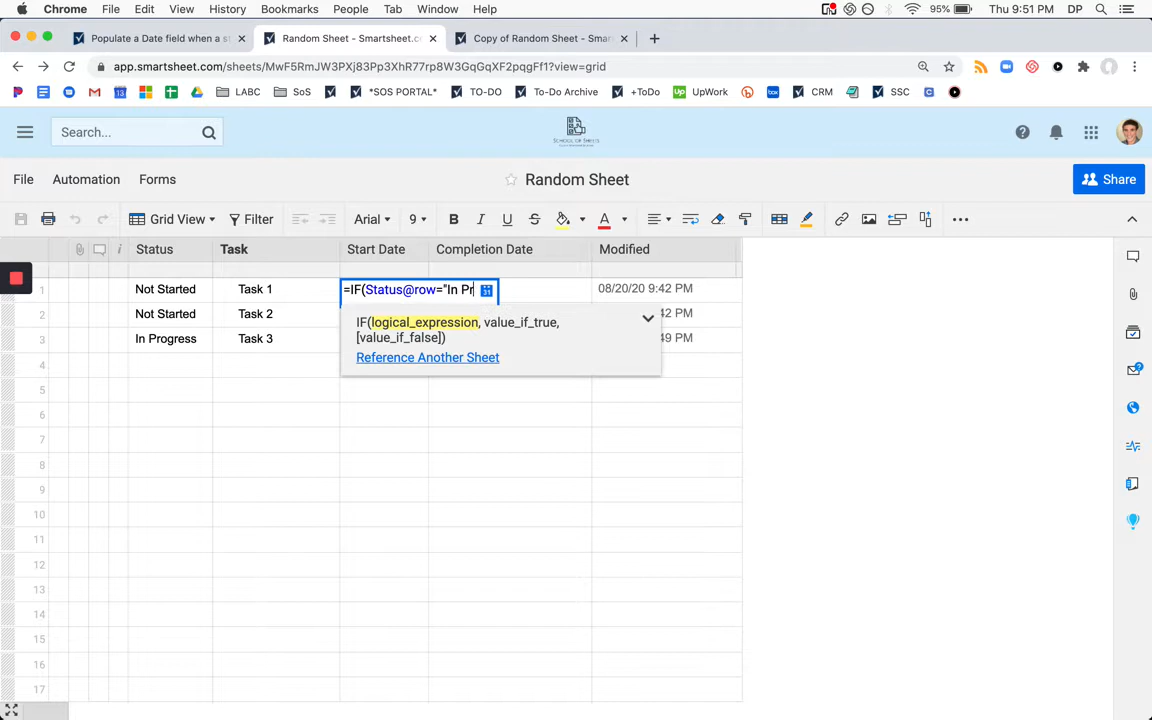 Chrome File Edit View History Bookmarks People Tab Window Help 95% Thu 9:51 PM DP
Populate a Date field when a s
Random Sheet - Smartsheet.c
Copy of Random Sheet - Smar
app.smartsheet.com/sheets/MwF5RmJW3PXj83Pp3XhR77rp8W3GqGqXF2pqgFf1?view=grid
LABC SoS *SOS PORTAL* TO-DO To-Do Archive +ToDo UpWork CRM SSC
Search...
SCHOOL OF SHEETS
File Automation Forms Random Sheet Share
Grid View Filter Arial 9 B I U S A
Status Task Start Date Completion Date Modified
1 Not Started Task 1 =IF(Status@row="In Pr 31 08/20/20 9:42 PM
2 Not Started Task 2 42 PM
3 In Progress Task 3 49 PM
IF(logical_expression, value_if_true,
[value_if_false])
Reference Another Sheet
4
5
6
7
8
9
10
11
12
13
14
15
16
17